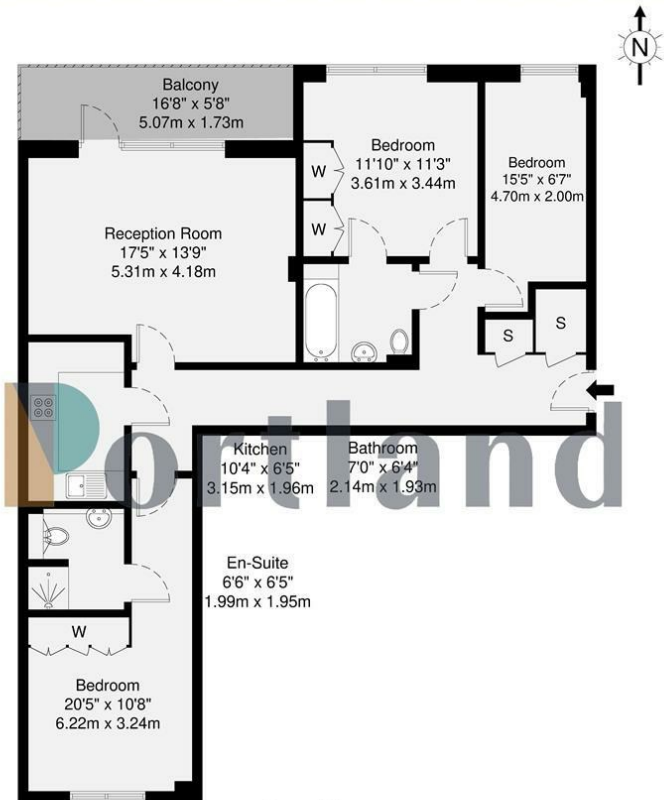 N
Balcony
16'8" x 5'8"
5.07m x 1.73m
Bedroom
11'10" x 11'3"
3.61m x 3.44m
Bedroom
15'5" x 6'7"
4.70m x 2.00m
W
W
Reception Room
17'5" x 13'9"
5.31m x 4.18m
S
S
Portland
Kitchen
10'4" x 6'5"
3.15m x 1.96m
Bathroom
7'0" x 6'4"
2.14m x 1.93m
En-Suite
6'6" x 6'5"
1.99m x 1.95m
W
Bedroom
20'5" x 10'8"
6.22m x 3.24m